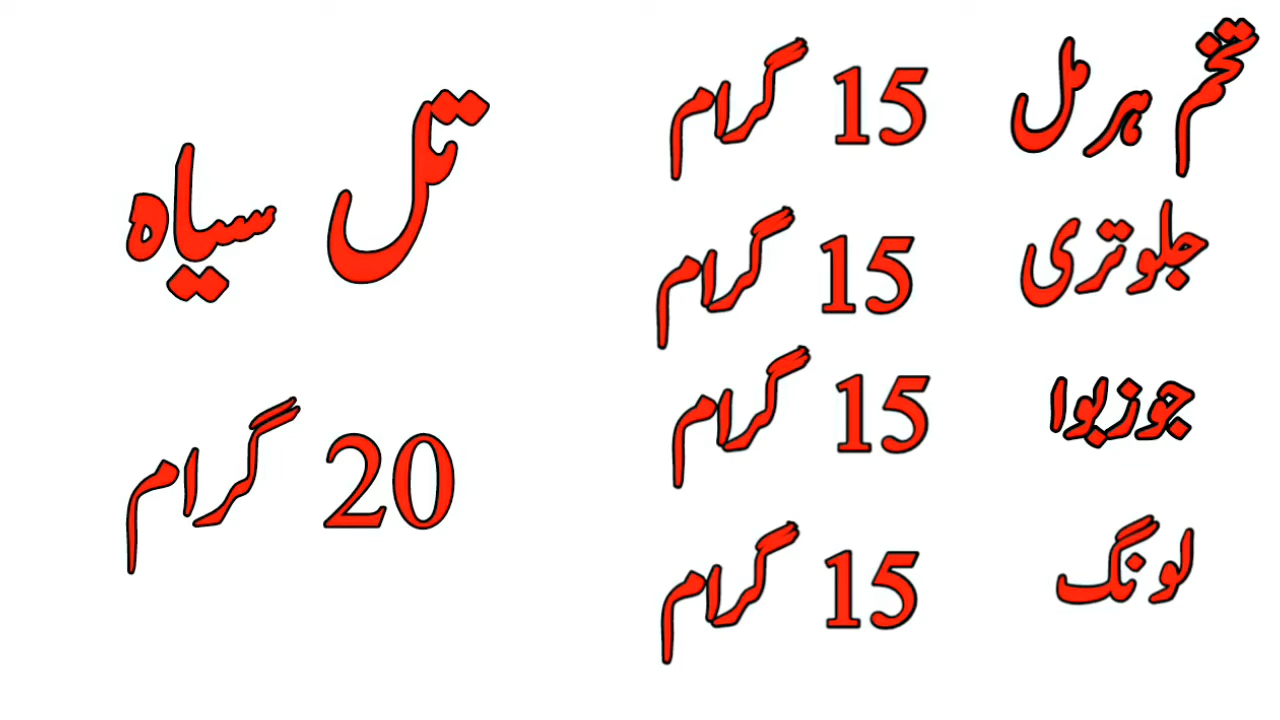 تخم ہرمل 15 گرام
جلوتری 15 گرام
جوزبوا 15 گرام
لونگ 15 گرام
تل سیاہ
20 گرام